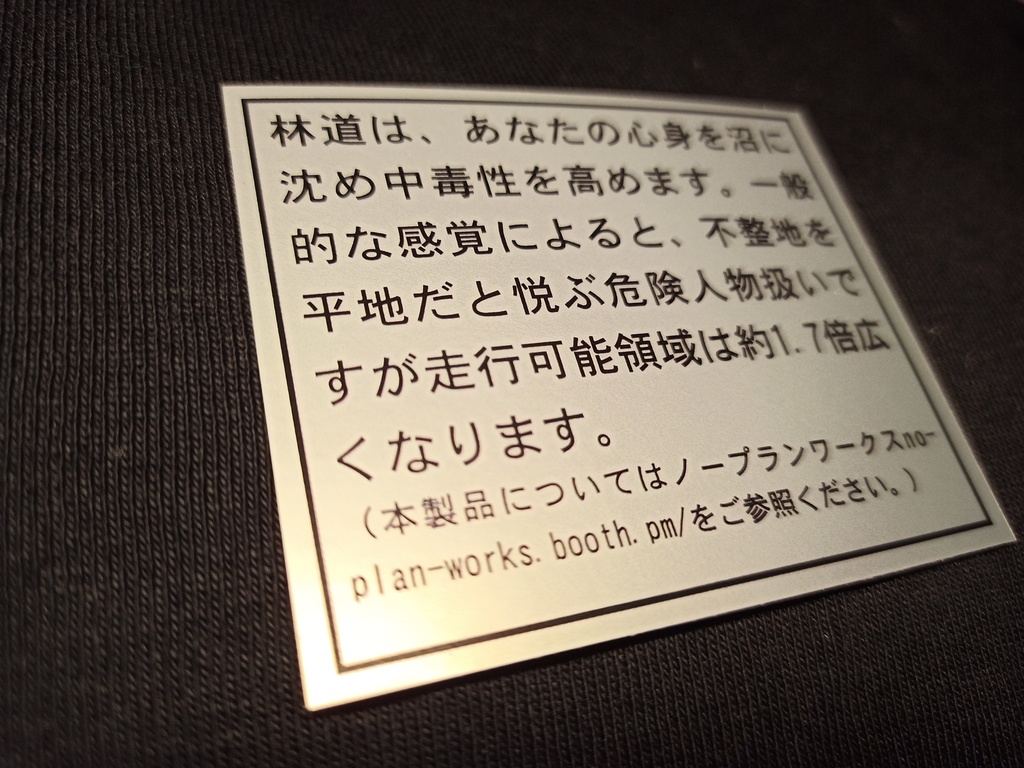 林道は、あなたの心身を沼に
沈め中毒性を高めます。一般
的な感覚によると、不整地を
平地だと悦ぶ危険人物扱いで
すが走行可能領域は約1.7倍広
くなります。
(本製品についてはノープランワークスno-
plan-works.booth.pm/をご参照ください。)